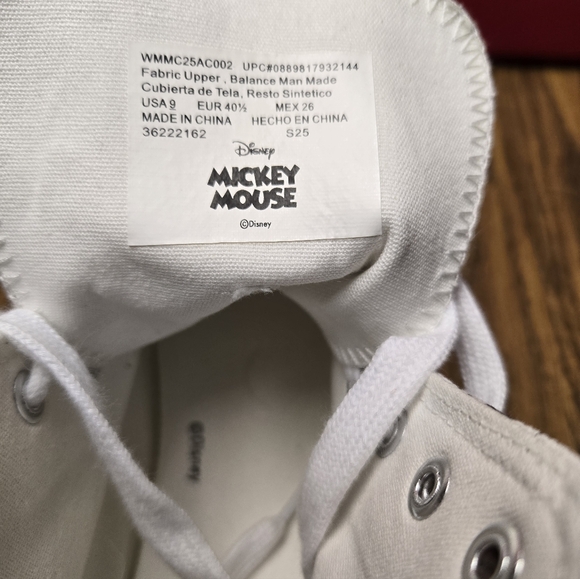 WMMC25AC002 UPC#0889817932144
Fabric Upper , Balance Man Made
Cubierta de Tela, Resto Sintetico
USA 9 EUR 40½ MEX 26
MADE IN CHINA HECHO EN CHINA
36222162 S25
Disney
MICKEY
MOUSE
©Disney
©Disney